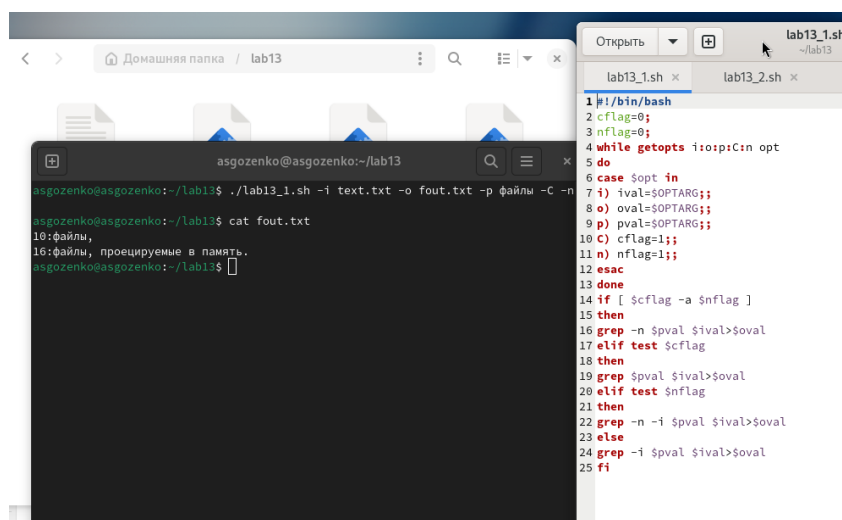 Домашняя папка / lab13
asgozenko@asgozenko:~/lab13
asgozenko@asgozenko:~/lab13$ ./lab13_1.sh -i text.txt -o fout.txt -p файлы -C -n
asgozenko@asgozenko:~/lab13$ cat fout.txt
10:файлы,
16:файлы, проецируемые в память.
asgozenko@asgozenko:~/lab13$
Открыть
lab13_1.sh
~/lab13
lab13_1.sh × lab13_2.sh ×
1 #!/bin/bash
2 cflag=0;
3 nflag=0;
4 while getopts i:o:p:C:n opt
5 do
6 case $opt in
7 i) ival=$OPTARG;;
8 o) oval=$OPTARG;;
9 p) pval=$OPTARG;;
10 C) cflag=1;;
11 n) nflag=1;;
12 esac
13 done
14 if [ $cflag -a $nflag ]
15 then
16 grep -n $pval $ival>$oval
17 elif test $cflag
18 then
19 grep $pval $ival>$oval
20 elif test $nflag
21 then
22 grep -n -i $pval $ival>$oval
23 else
24 grep -i $pval $ival>$oval
25 fi